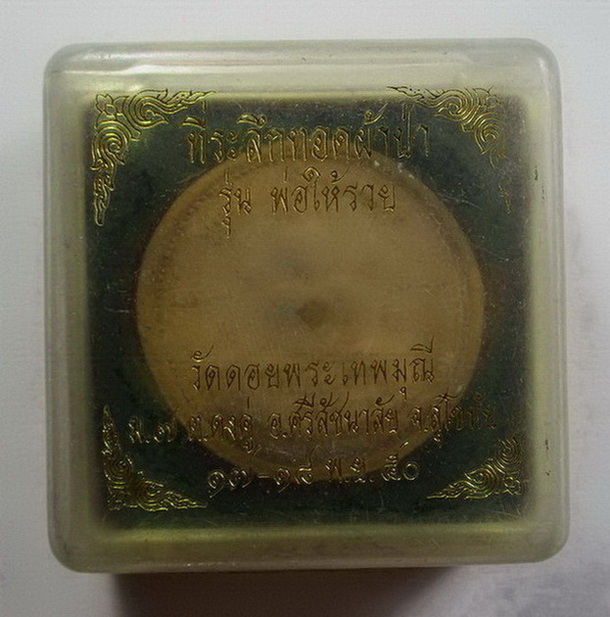 ที่ระลึกทอดผ้าป่า
รุ่น พ่อให้รวย
วัดดอยพระเทพมุณี
ม.๗ ต.ดงคู่ อ.ศรีสัชนาลัย จ.สุโขทัย
๑๗-๑๘ พ.ย. ๕๐